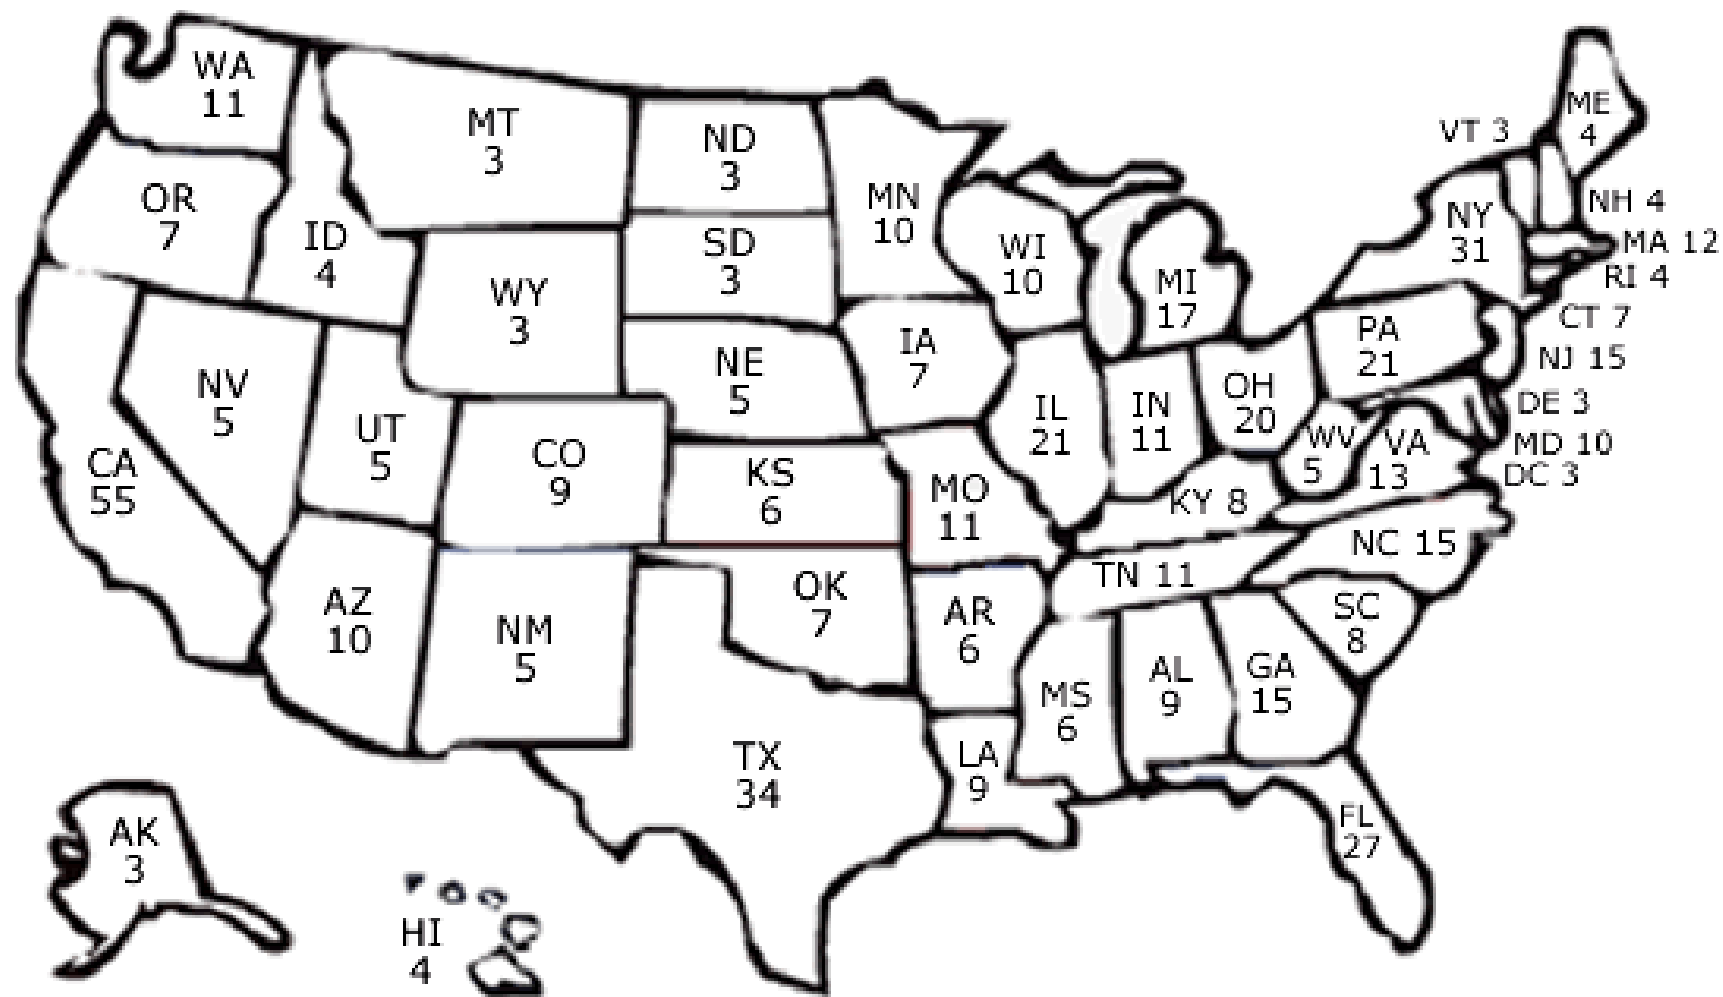 WA
11
MT
3
ND
3
MN
10
ME
4
VT 3
NH 4
OR
7
ID
4
SD
3
WI
10
NY
31
MA 12
RI 4
WY
3
MI
17
CT 7
IA
7
PA
21
NJ 15
NE
5
NV
5
UT
5
IL
21
IN
11
OH
20
DE 3
MD 10
DC 3
CA
55
CO
9
KS
6
MO
11
WV
5
VA
13
KY 8
NC 15
TN 11
AZ
10
NM
5
OK
7
AR
6
SC
8
MS
6
AL
9
GA
15
TX
34
LA
9
FL
27
AK
3
HI
4